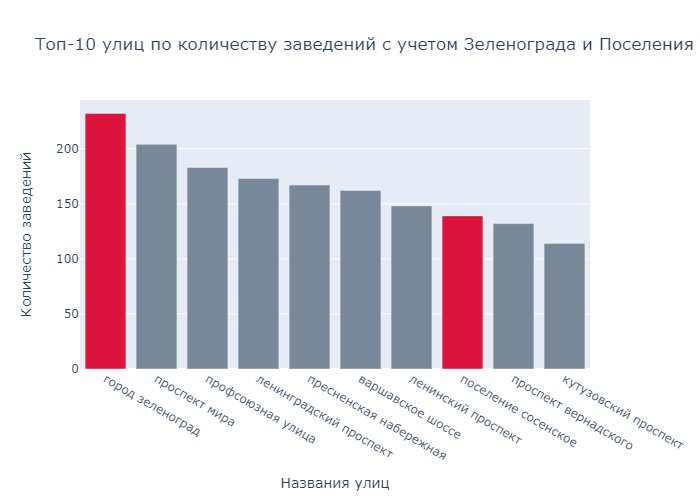 Топ-10 улиц по количеству заведений с учетом Зеленограда и Поселения
Количество заведений
200
150
100
50
0
город зеленоград
проспект мира
профсоюзная улица
ленинградский проспект
пресненская набережная
варшавское шоссе
ленинский проспект
поселение сосенское
проспект вернадского
кутузовский проспект
Названия улиц